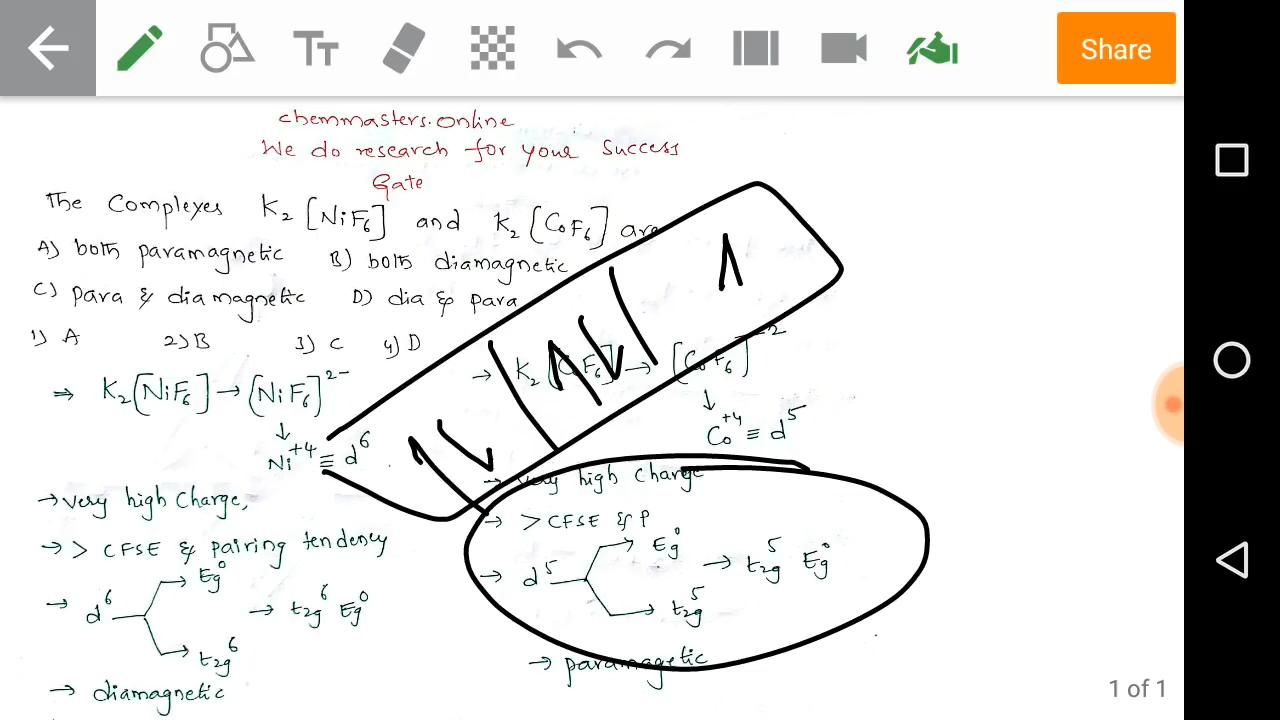 Share
chemmasters.online
We do research for your Success
Gate
The Complexes K₂[NiF₆] and K₂[CoF₆] are
A) both paramagnetic B) both diamagnetic
C) para & diamagnetic D) dia & para
1) A 2) B 3) C 4) D
⇒ K₂[NiF₆] → [NiF₆]²⁻
→ K₂[CoF₆] → [CoF₆]⁻²
↓ ↓
Ni⁺⁴ ≡ d⁶
Co⁺⁴ ≡ d⁵
→ very high Charge,
→ very high Charge
→ > CFSE & pairing tendency
→ > CFSE & P
→ d⁶ Eg⁰ t₂g⁶ → t₂g⁶ Eg⁰
→ d⁵ Eg⁰ t₂g⁵ → t₂g⁵ Eg⁰
→ diamagnetic
→ paramagetic
1 of 1